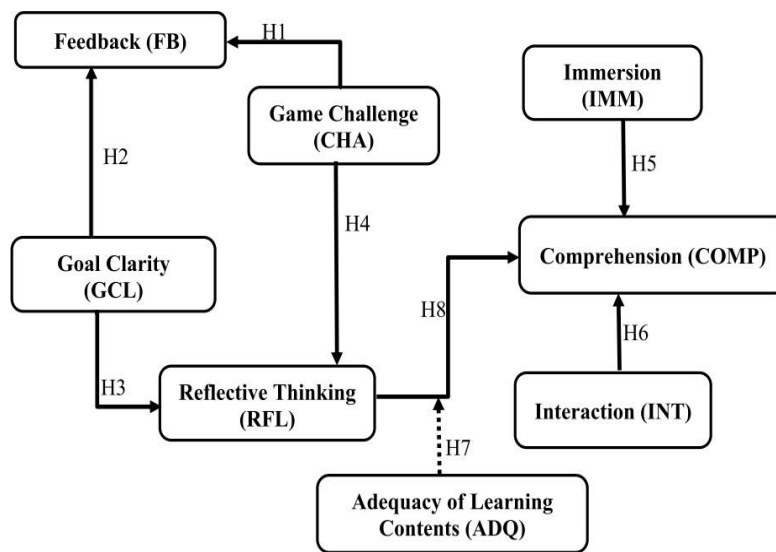 Feedback (FB)
H1
Immersion
(IMM)
Game Challenge
(CHA)
H2
H5
H4
Goal Clarity
(GCL)
Comprehension (COMP)
H8
H6
H3
Reflective Thinking
(RFL)
Interaction (INT)
H7
Adequacy of Learning
Contents (ADQ)